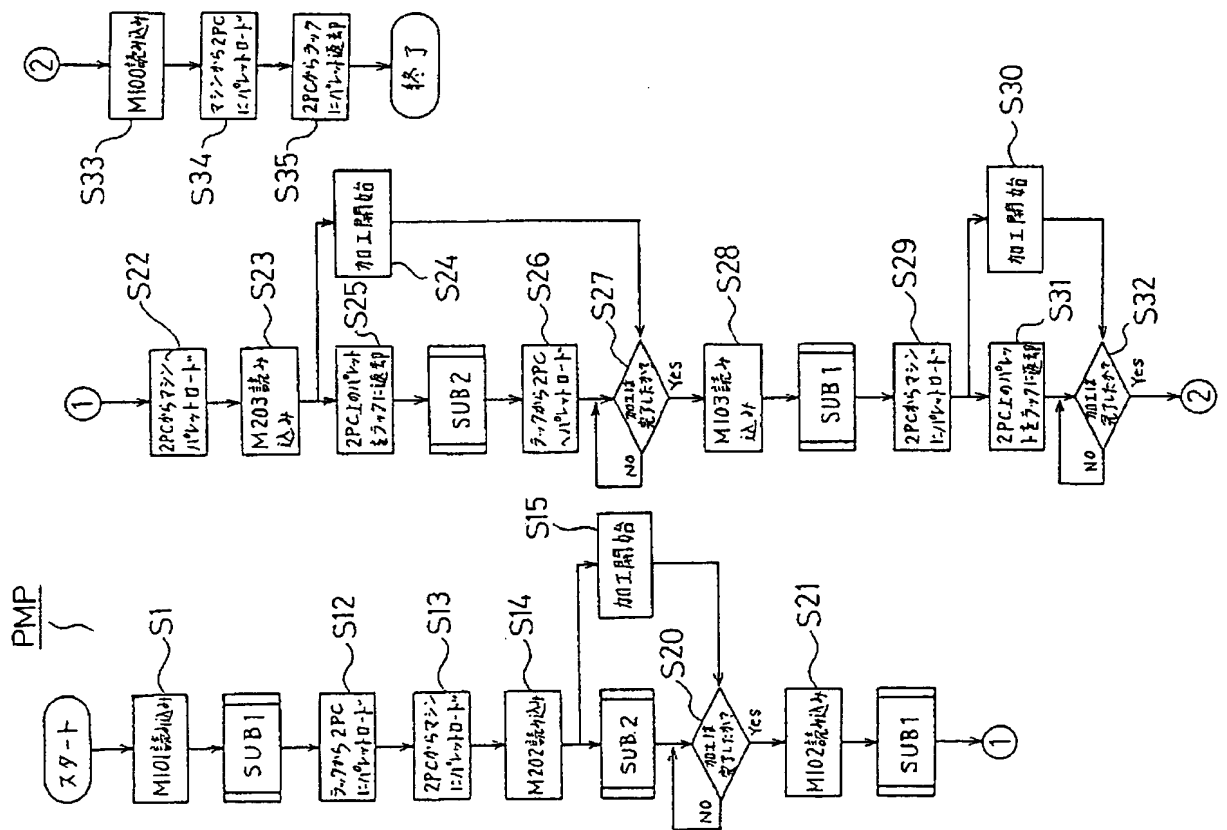 PMP
スタート
M101読み込み
S1
SUB1
ラックから2PC
にパレットロード
S12
2PCからマシン
にパレットロード
S13
M202読み込み
S14
加工開始
S15
SUB.2
加工は
完了したか?
S20
NO
Yes
M102読み込み
S21
SUB1
①
①
2PCからマシンへ
パレットロード
S22
M203読み
込み
S23
加工開始
S24
2PC上のパレット
をラックに返却
S25
SUB2
ラックから2PC
へパレットロード
S26
加工は
完了したか?
S27
NO
Yes
M103読み
込み
S28
SUB1
2PCからマシン
にパレットロード
S29
加工開始
S30
2PC上のパレッ
トをラックに返却
S31
加工は
完了したか?
S32
NO
Yes
②
②
M100読み込み
S33
マシンから2PC
にパレットロード
S34
2PCからラック
にパレット返却
S35
終了